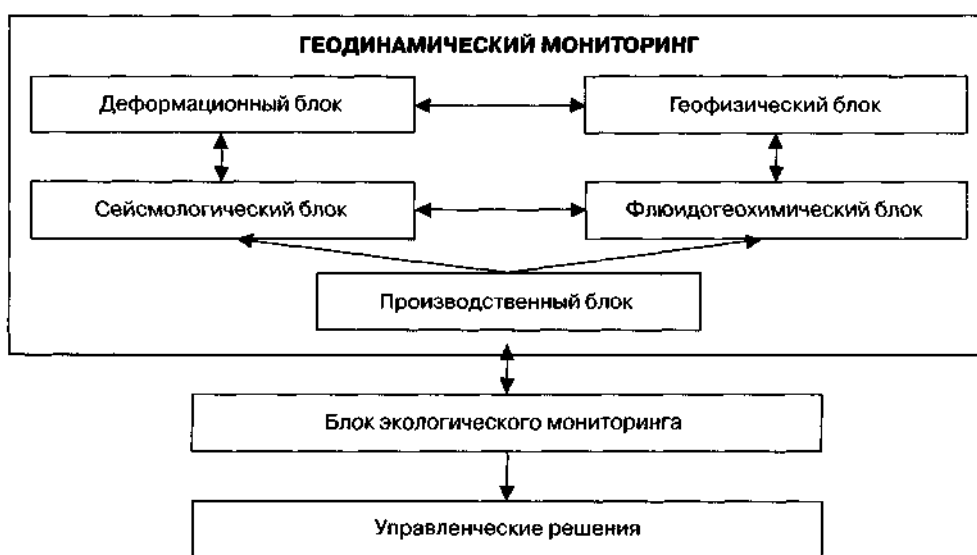 ГЕОДИНАМИЧЕСКИЙ МОНИТОРИНГ
Деформационный блок
Геофизический блок
Сейсмологический блок
Флюидогеохимический блок
Производственный блок
Блок экологического мониторинга
Управленческие решения